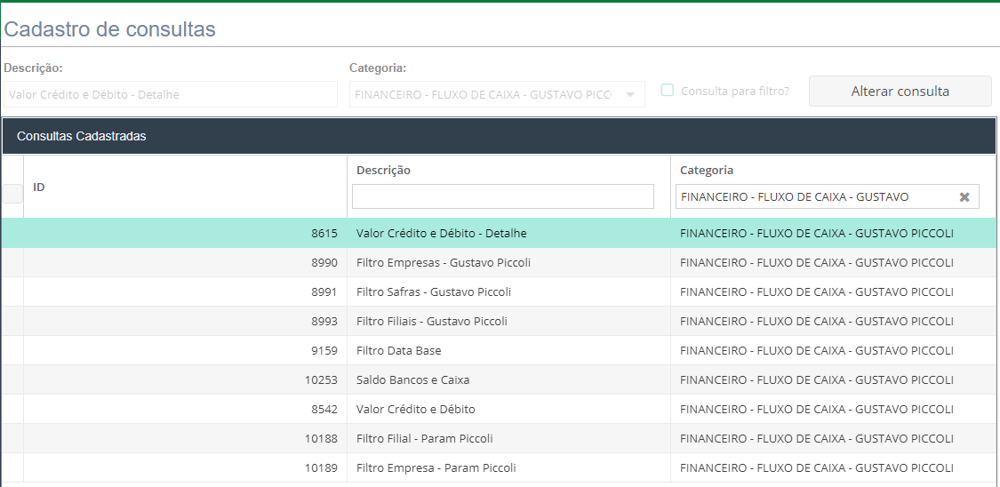 Cadastro de consultas
Descrição: Categoria:
Valor Crédito e Débito - Detalhe FINANCEIRO - FLUXO DE CAIXA - GUSTAVO PICC Consulta para filtro? Alterar consulta
Consultas Cadastradas
ID Descrição Categoria
FINANCEIRO - FLUXO DE CAIXA - GUSTAVO
8615 Valor Crédito e Débito - Detalhe FINANCEIRO - FLUXO DE CAIXA - GUSTAVO PICCOLI
8990 Filtro Empresas - Gustavo Piccoli FINANCEIRO - FLUXO DE CAIXA - GUSTAVO PICCOLI
8991 Filtro Safras - Gustavo Piccoli FINANCEIRO - FLUXO DE CAIXA - GUSTAVO PICCOLI
8993 Filtro Filiais - Gustavo Piccoli FINANCEIRO - FLUXO DE CAIXA - GUSTAVO PICCOLI
9159 Filtro Data Base FINANCEIRO - FLUXO DE CAIXA - GUSTAVO PICCOLI
10253 Saldo Bancos e Caixa FINANCEIRO - FLUXO DE CAIXA - GUSTAVO PICCOLI
8542 Valor Crédito e Débito FINANCEIRO - FLUXO DE CAIXA - GUSTAVO PICCOLI
10188 Filtro Filial - Param Piccoli FINANCEIRO - FLUXO DE CAIXA - GUSTAVO PICCOLI
10189 Filtro Empresa - Param Piccoli FINANCEIRO - FLUXO DE CAIXA - GUSTAVO PICCOLI